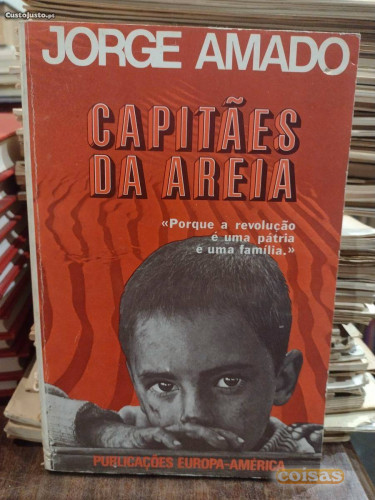 CustoJusto.pt
JORGE AMADO
CAPITÃES
DA AREIA
«Porque a revolução
é uma pátria
é uma família.»
PUBLICAÇÕES EUROPA-AMÉRICA
coisas